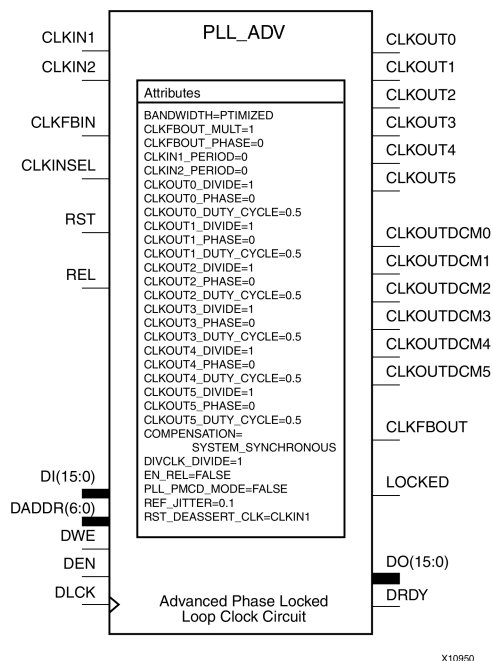 PLL_ADV
CLKIN1
CLKIN2
CLKFBIN
CLKINSEL
RST
REL
DI(15:0)
DADDR(6:0)
DWE
DEN
DLCK
Attributes
BANDWIDTH=PTIMIZED
CLKFBOUT_MULT=1
CLKFBOUT_PHASE=0
CLKIN1_PERIOD=0
CLKIN2_PERIOD=0
CLKOUT0_DIVIDE=1
CLKOUT0_PHASE=0
CLKOUT0_DUTY_CYCLE=0.5
CLKOUT1_DIVIDE=1
CLKOUT1_PHASE=0
CLKOUT1_DUTY_CYCLE=0.5
CLKOUT2_DIVIDE=1
CLKOUT2_PHASE=0
CLKOUT2_DUTY_CYCLE=0.5
CLKOUT3_DIVIDE=1
CLKOUT3_PHASE=0
CLKOUT3_DUTY_CYCLE=0.5
CLKOUT4_DIVIDE=1
CLKOUT4_PHASE=0
CLKOUT4_DUTY_CYCLE=0.5
CLKOUT5_DIVIDE=1
CLKOUT5_PHASE=0
CLKOUT5_DUTY_CYCLE=0.5
COMPENSATION=
SYSTEM_SYNCHRONOUS
DIVCLK_DIVIDE=1
EN_REL=FALSE
PLL_PMCD_MODE=FALSE
REF_JITTER=0.1
RST_DEASSERT_CLK=CLKIN1
CLKOUT0
CLKOUT1
CLKOUT2
CLKOUT3
CLKOUT4
CLKOUT5
CLKOUTDCM0
CLKOUTDCM1
CLKOUTDCM2
CLKOUTDCM3
CLKOUTDCM4
CLKOUTDCM5
CLKFBOUT
LOCKED
DO(15:0)
DRDY
Advanced Phase Locked
Loop Clock Circuit
X10950